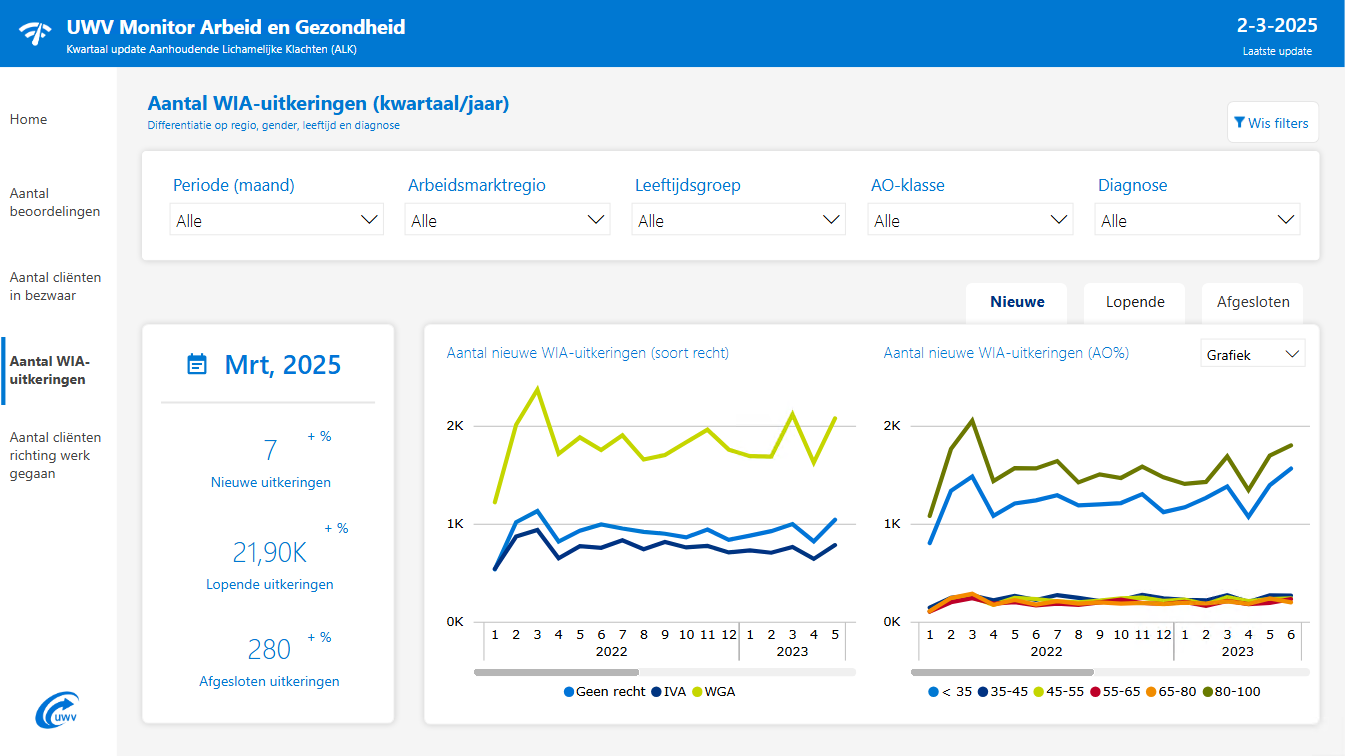 UWV Monitor Arbeid en Gezondheid
Kwartaal update Aanhoudende Lichamelijke Klachten (ALK)
2-3-2025
Laatste update
Home
Aantal
beoordelingen
Aantal cliënten
in bezwaar
Aantal WIA-
uitkeringen
Aantal cliënten
richting werk
gegaan
uwv
Aantal WIA-uitkeringen (kwartaal/jaar)
Differentiatie op regio, gender, leeftijd en diagnose
Wis filters
Periode (maand) Arbeidsmarktregio Leeftijdsgroep AO-klasse Diagnose
Alle Alle Alle Alle Alle
Nieuwe Lopende Afgesloten
Mrt, 2025
+ %
7
Nieuwe uitkeringen
+ %
21,90K
Lopende uitkeringen
+ %
280
Afgesloten uitkeringen
Aantal nieuwe WIA-uitkeringen (soort recht)
2K
1K
0K
1 2 3 4 5 6 7 8 9 10 11 12 1 2 3 4 5
2022 2023
Geen recht IVA WGA
Aantal nieuwe WIA-uitkeringen (AO%)
Grafiek
2K
1K
0K
1 2 3 4 5 6 7 8 9 10 11 12 1 2 3 4 5 6
2022 2023
< 35 35-45 45-55 55-65 65-80 80-100